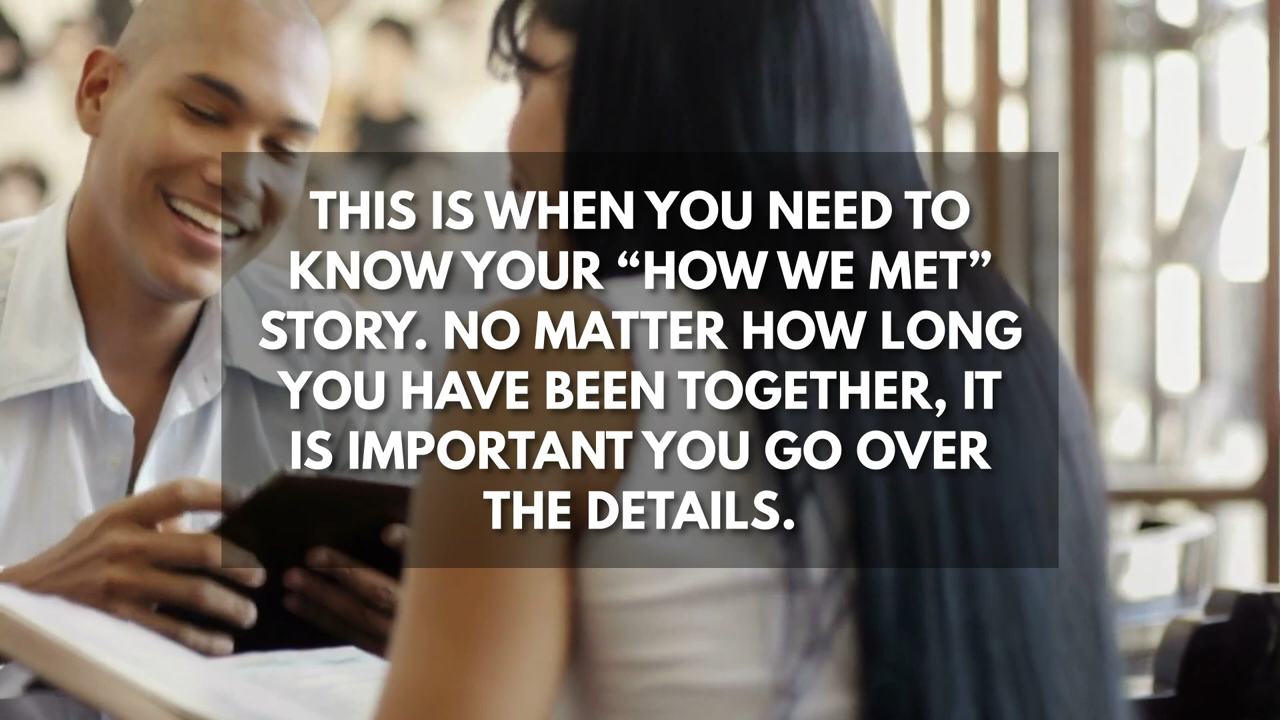 THIS IS WHEN YOU NEED TO
KNOW YOUR “HOW WE MET”
STORY. NO MATTER HOW LONG
YOU HAVE BEEN TOGETHER, IT
IS IMPORTANT YOU GO OVER
THE DETAILS.